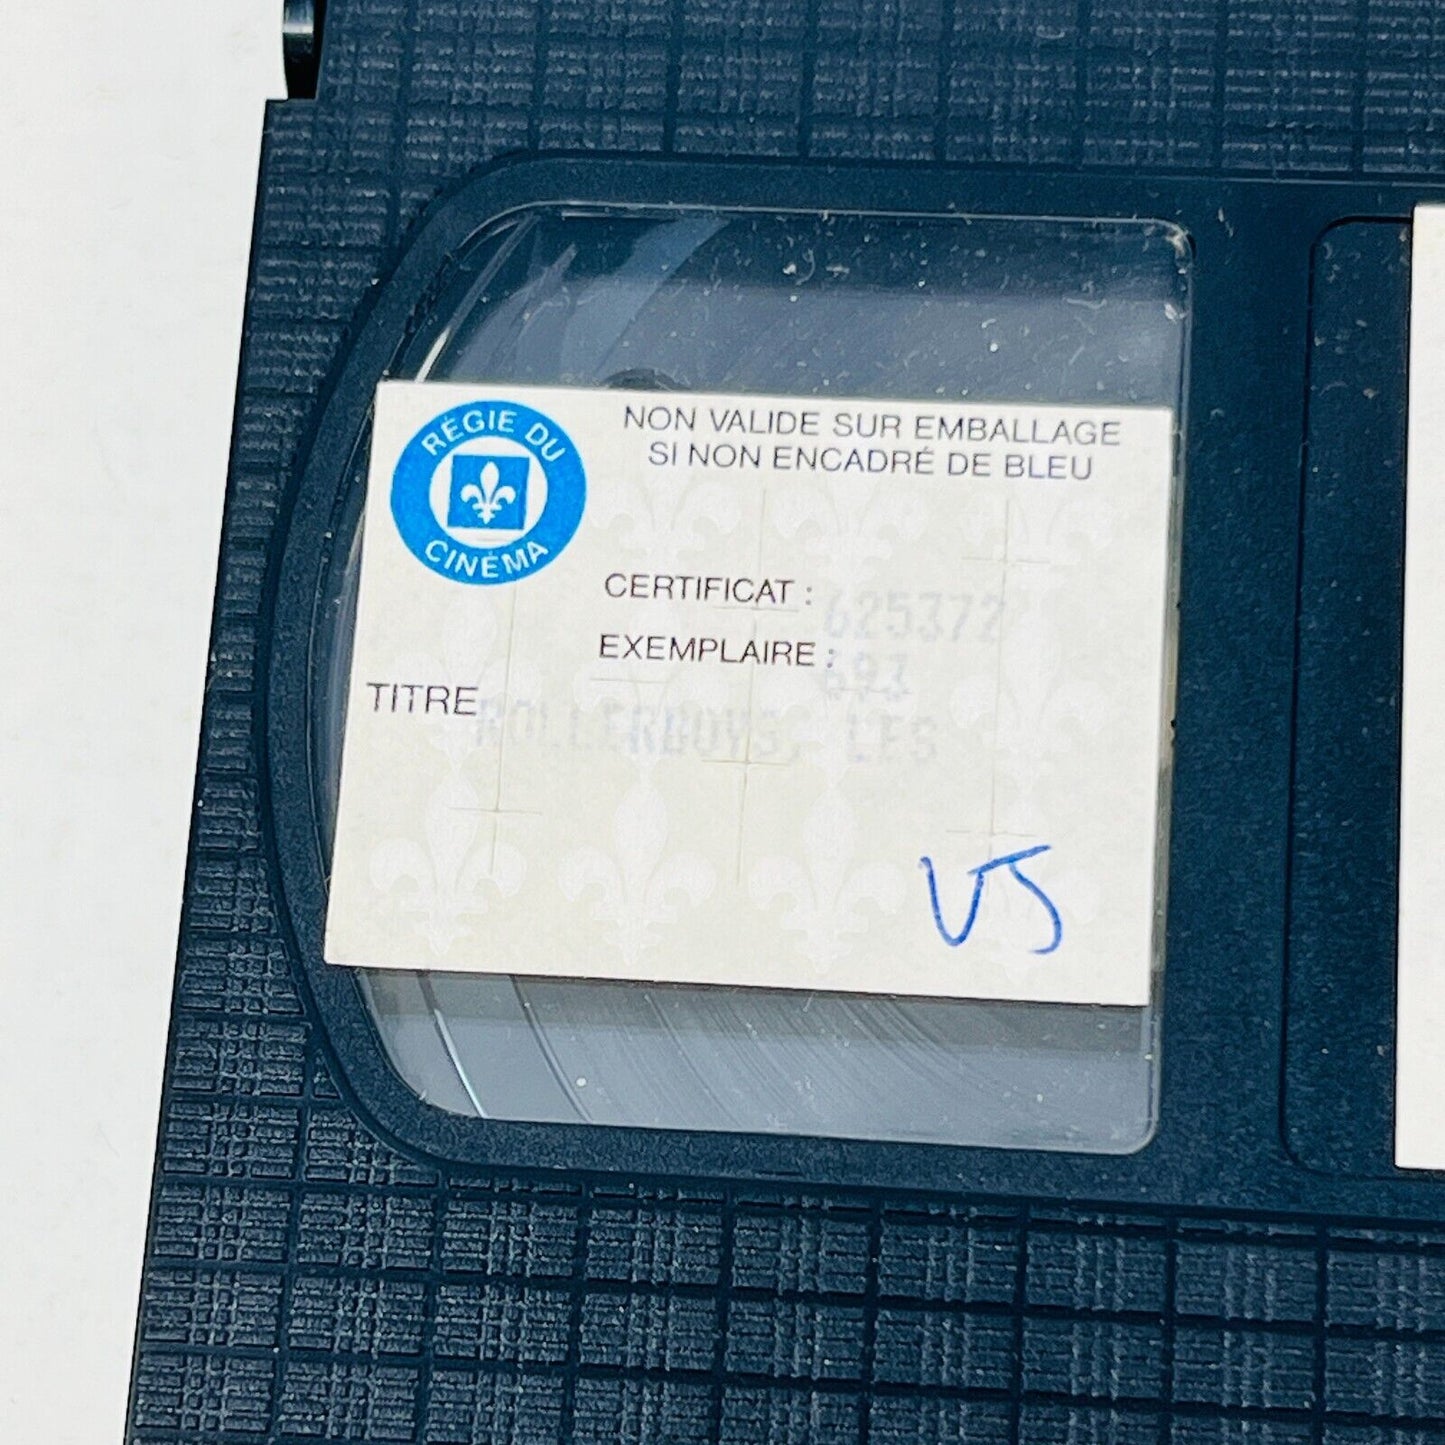 RÉGIE DU
CINÉMA
NON VALIDE SUR EMBALLAGE
SI NON ENCADRÉ DE BLEU
CERTIFICAT : 625372
EXEMPLAIRE : 693
TITRE ROLLERBOYS, LES
VJ